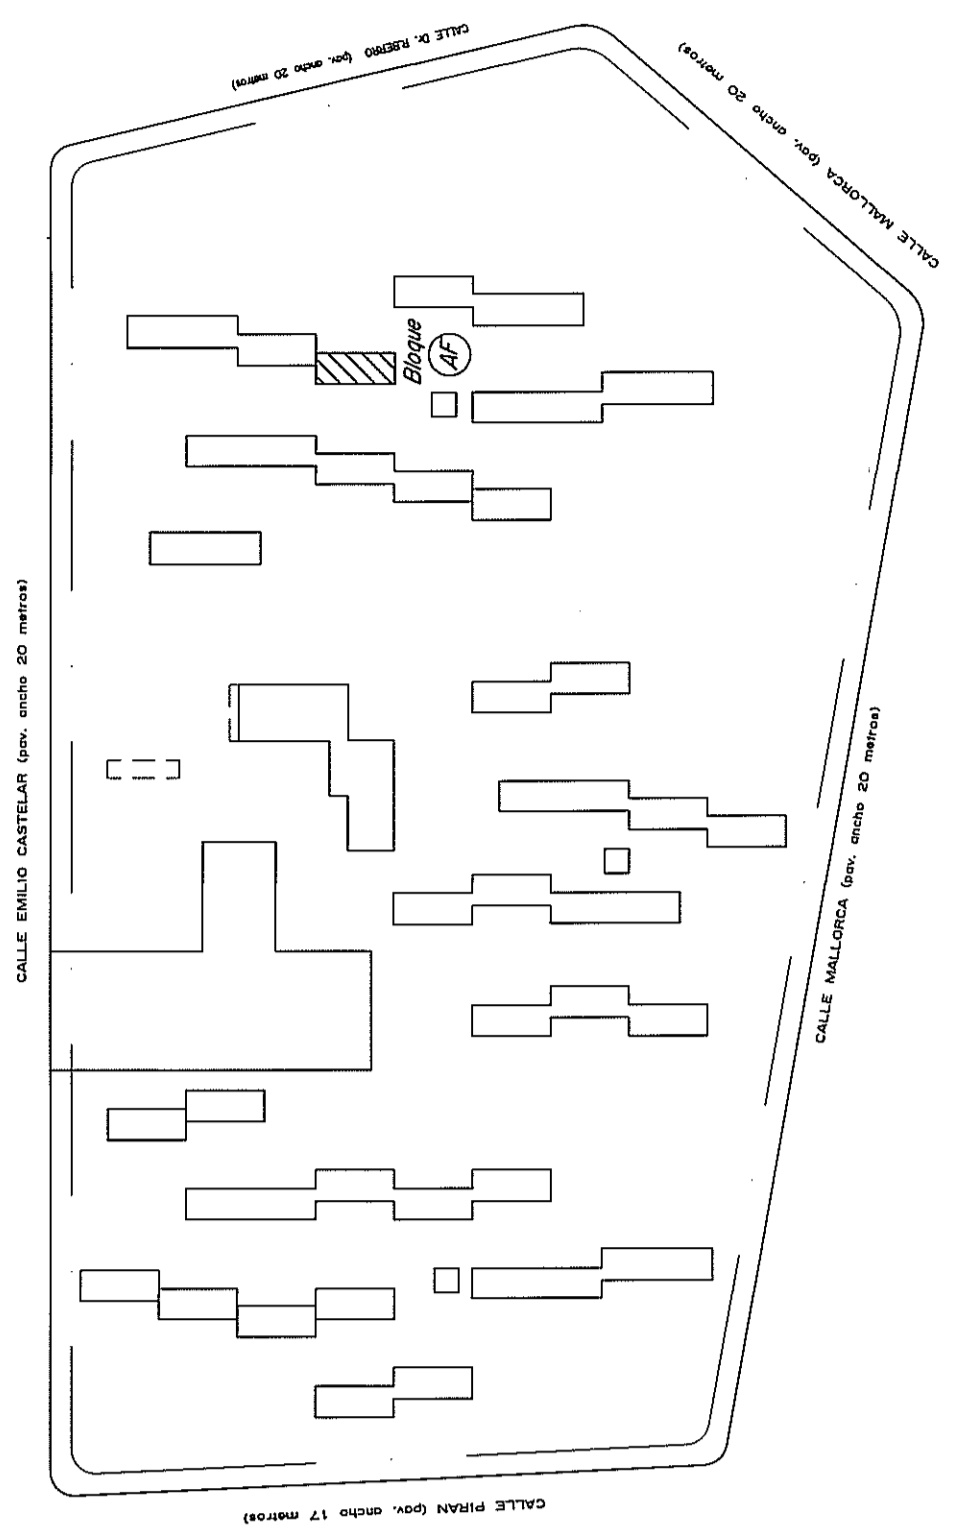 CALLE Dr. R.BERRO (pav. ancho 20 metros)
CALLE MALLORCA (pav. ancho 20 metros)
Bloque
AF
CALLE EMILIO CASTELAR (pav. ancho 20 metros)
CALLE MALLORCA (pav. ancho 20 metros)
CALLE PIRAN (pav. ancho 17 metros)